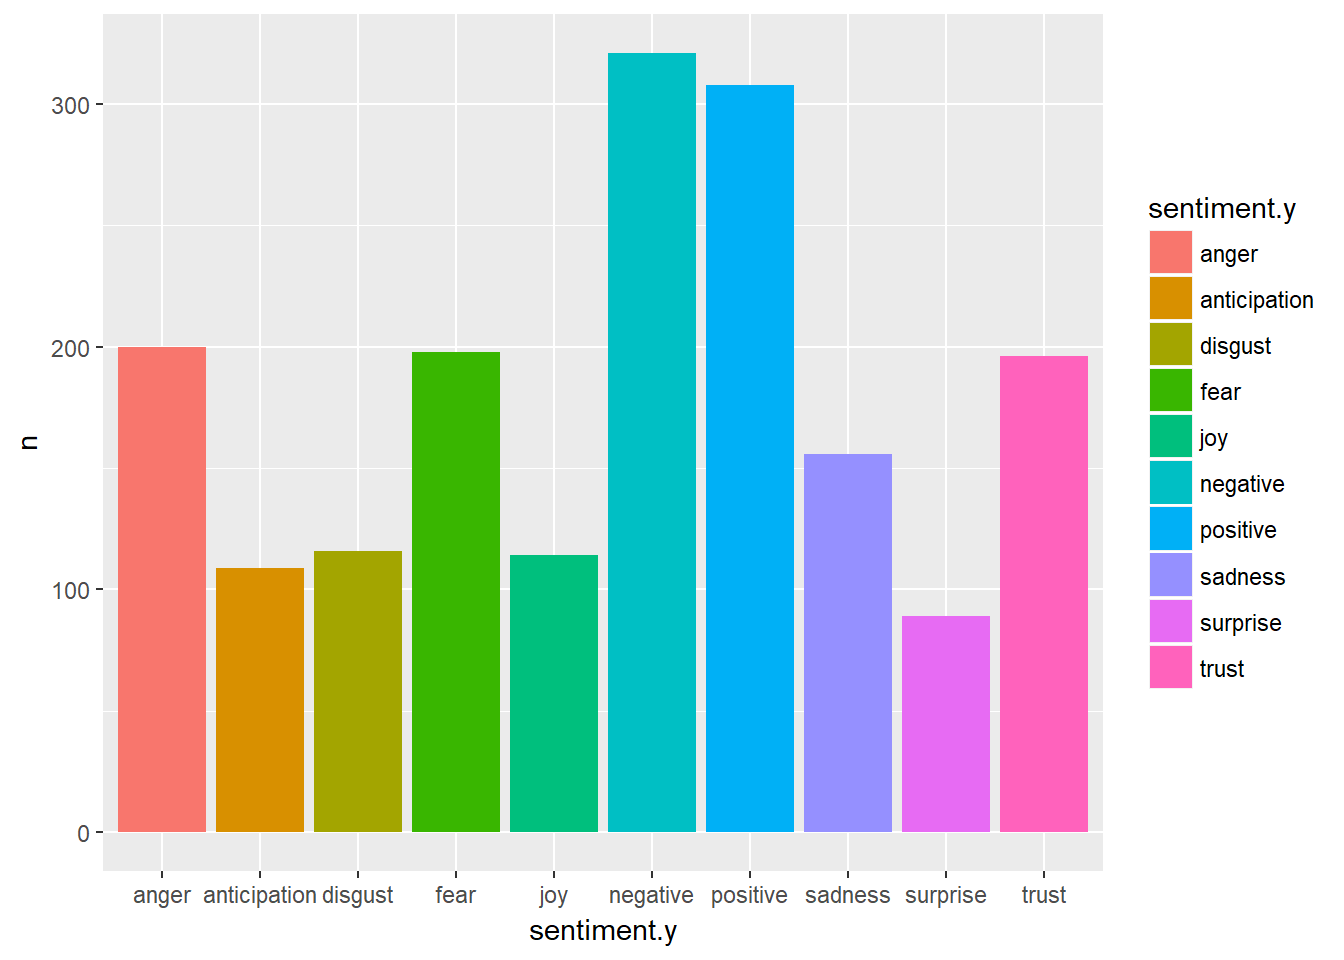 300
200
100
0
n
anger anticipation disgust fear joy negative positive sadness surprise trust
sentiment.y
sentiment.y
anger
anticipation
disgust
fear
joy
negative
positive
sadness
surprise
trust